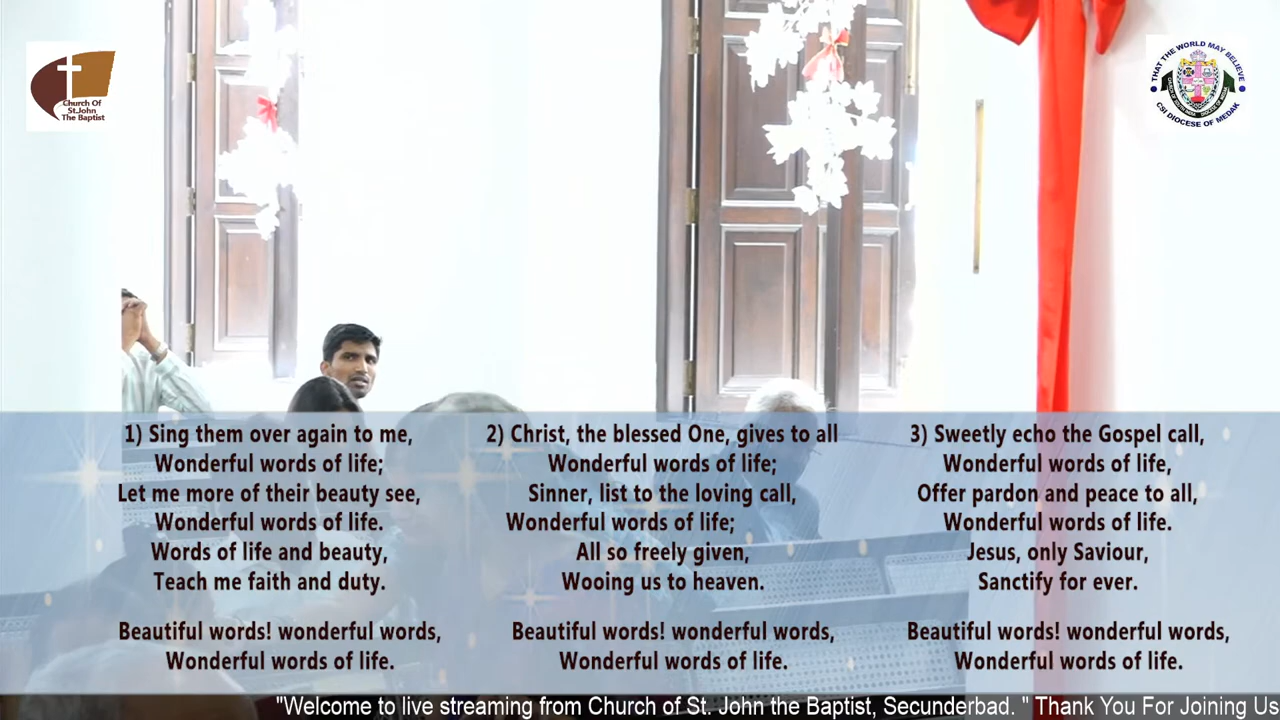 Church Of
St.John
The Baptist
THAT THE WORLD MAY BELIEVE
CSI DIOCESE OF MEDAK
1) Sing them over again to me,
Wonderful words of life;
Let me more of their beauty see,
Wonderful words of life.
Words of life and beauty,
Teach me faith and duty.
Beautiful words! wonderful words,
Wonderful words of life.
2) Christ, the blessed One, gives to all
Wonderful words of life;
Sinner, list to the loving call,
Wonderful words of life;
All so freely given,
Wooing us to heaven.
Beautiful words! wonderful words,
Wonderful words of life.
3) Sweetly echo the Gospel call,
Wonderful words of life,
Offer pardon and peace to all,
Wonderful words of life.
Jesus, only Saviour,
Sanctify for ever.
Beautiful words! wonderful words,
Wonderful words of life.
"Welcome to live streaming from Church of St. John the Baptist, Secunderbad. " Thank You For Joining Us